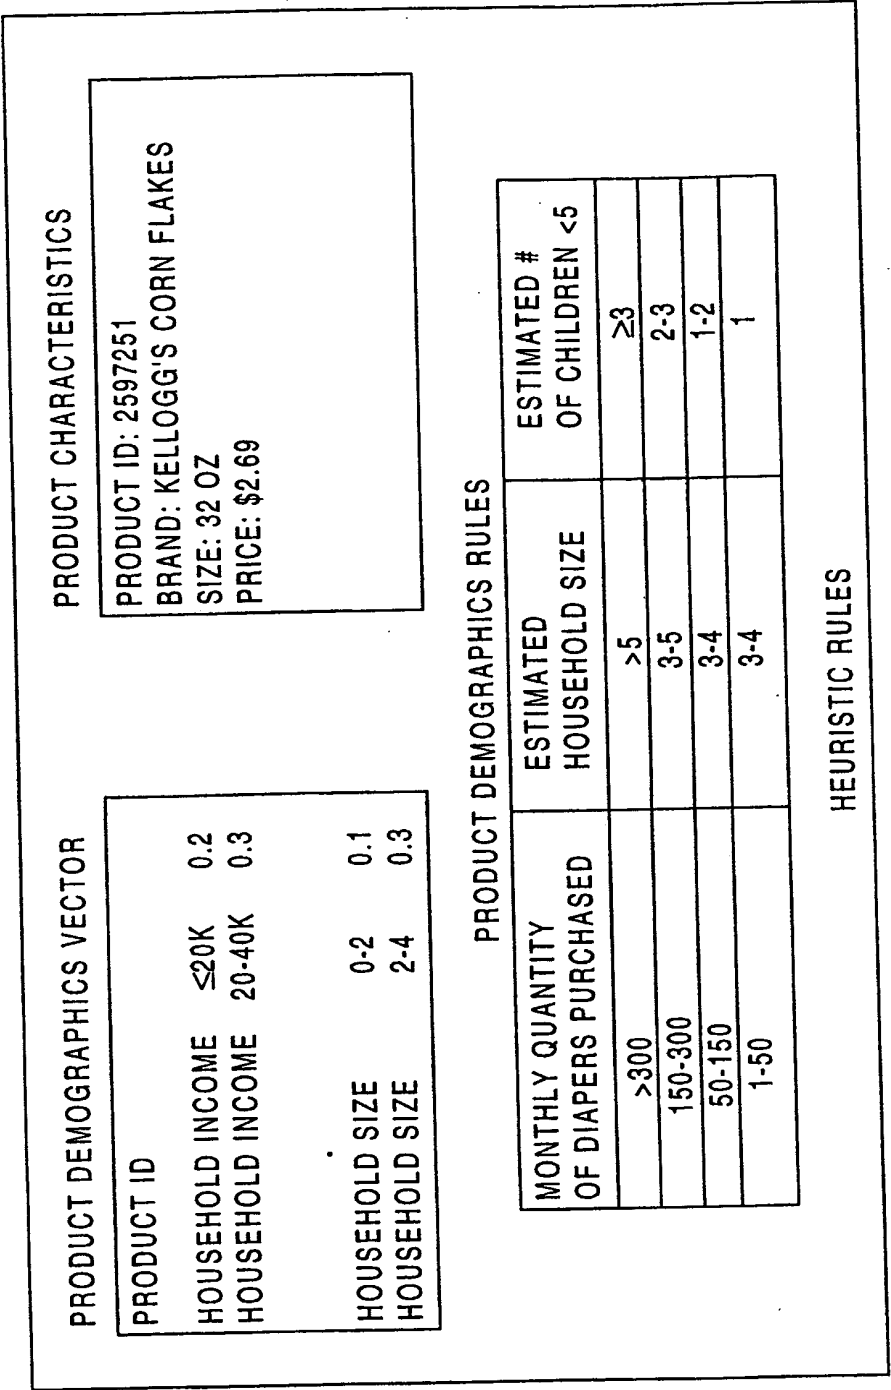 PRODUCT DEMOGRAPHICS VECTOR
PRODUCT ID
HOUSEHOLD INCOME ≤20K 0.2
HOUSEHOLD INCOME 20-40K 0.3
HOUSEHOLD SIZE 0-2 0.1
HOUSEHOLD SIZE 2-4 0.3
PRODUCT CHARACTERISTICS
PRODUCT ID: 2597251
BRAND: KELLOGG'S CORN FLAKES
SIZE: 32 OZ
PRICE: $2.69
PRODUCT DEMOGRAPHICS RULES
MONTHLY QUANTITY
OF DIAPERS PURCHASED
ESTIMATED
HOUSEHOLD SIZE
ESTIMATED #
OF CHILDREN <5
>300 >5 ≥3
150-300 3-5 2-3
50-150 3-4 1-2
1-50 3-4 1
HEURISTIC RULES